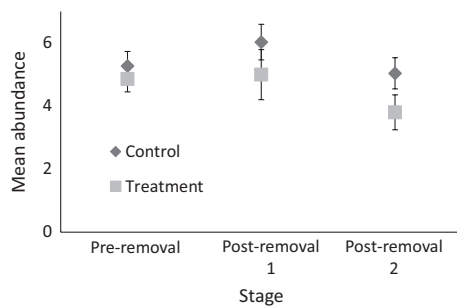 6
4
2
0
Mean abundance
Control
Treatment
Pre-removal
Post-removal
1
Post-removal
2
Stage